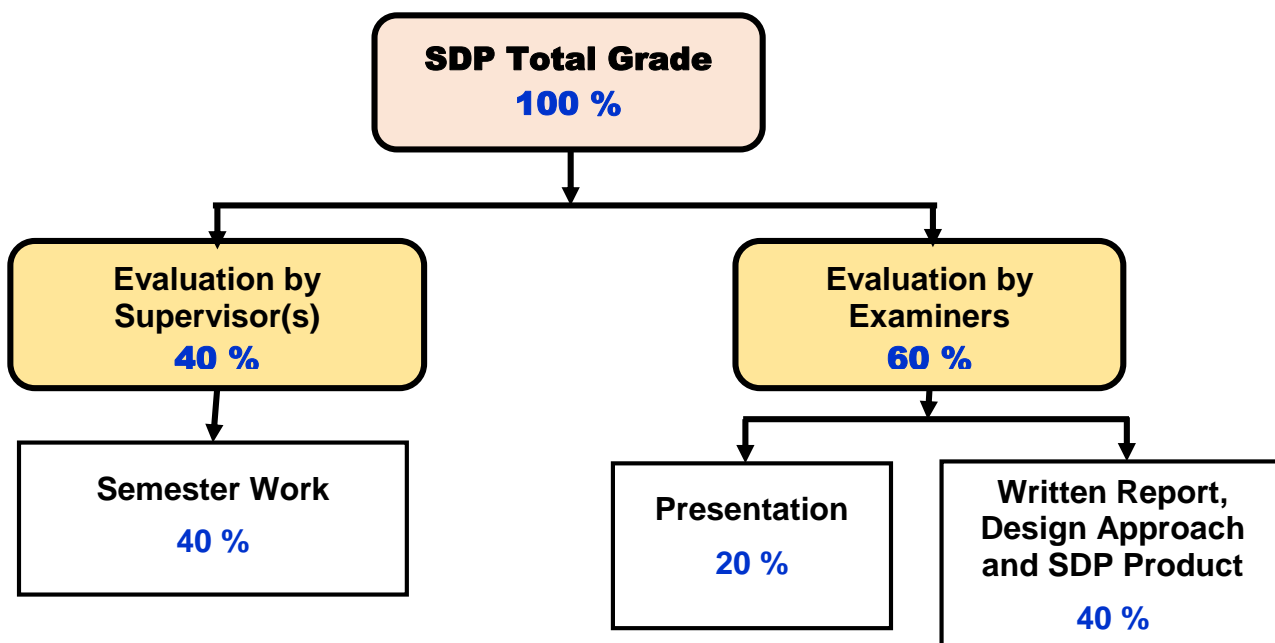 SDP Total Grade
100 %
Evaluation by
Supervisor(s)
40 %
Evaluation by
Examiners
60 %
Semester Work
40 %
Presentation
20 %
Written Report,
Design Approach
and SDP Product
40 %